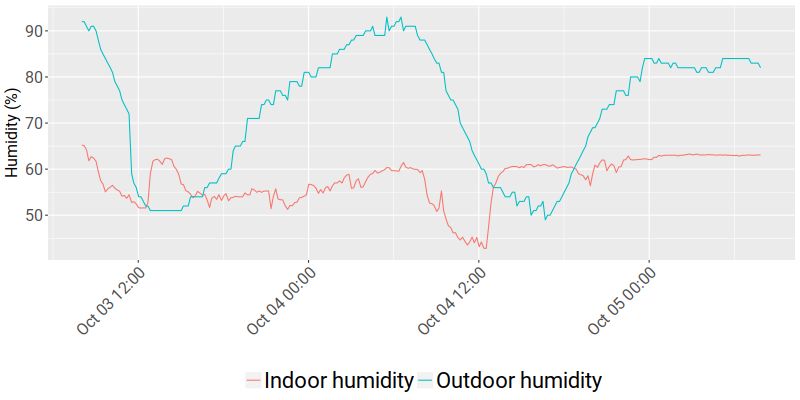 Humidity (%)
90
80
70
60
50
Oct 03 12:00
Oct 04 00:00
Oct 04 12:00
Oct 05 00:00
Indoor humidity Outdoor humidity